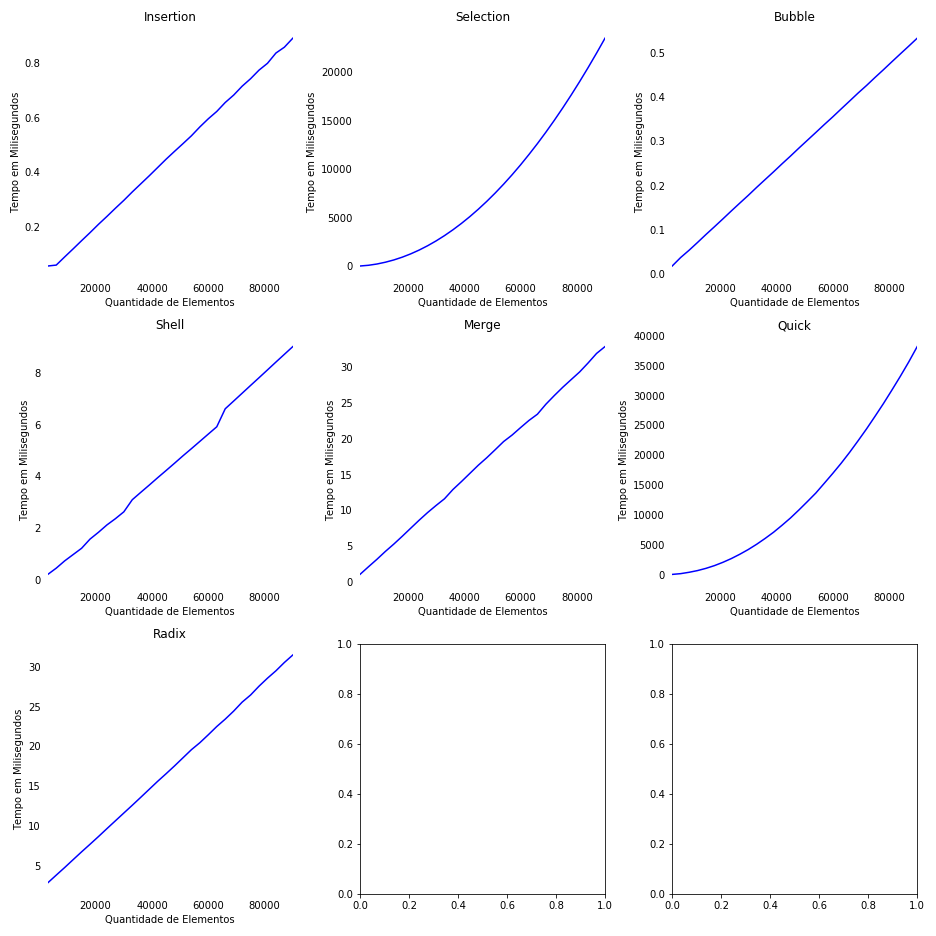 Insertion
Tempo em Milisegundos
0.8
0.6
0.4
0.2
20000 40000 60000 80000
Quantidade de Elementos
Selection
Tempo em Milisegundos
20000
15000
10000
5000
0
20000 40000 60000 80000
Quantidade de Elementos
Bubble
Tempo em Milisegundos
0.5
0.4
0.3
0.2
0.1
0.0
20000 40000 60000 80000
Quantidade de Elementos
Shell
Tempo em Milisegundos
8
6
4
2
0
20000 40000 60000 80000
Quantidade de Elementos
Merge
Tempo em Milisegundos
30
25
20
15
10
5
0
20000 40000 60000 80000
Quantidade de Elementos
Quick
Tempo em Milisegundos
40000
35000
30000
25000
20000
15000
10000
5000
0
20000 40000 60000 80000
Quantidade de Elementos
Radix
Tempo em Milisegundos
30
25
20
15
10
5
20000 40000 60000 80000
Quantidade de Elementos
1.0
0.8
0.6
0.4
0.2
0.0
0.0 0.2 0.4 0.6 0.8 1.0
1.0
0.8
0.6
0.4
0.2
0.0
0.0 0.2 0.4 0.6 0.8 1.0